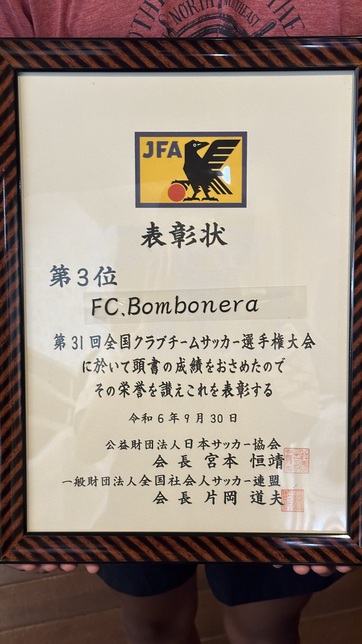 NORTH NORTHEAST
JFA
表彰状
第3位
FC.Bombonera
第31回全国クラブチームサッカー選手権大会
に於いて頭書の成績をおさめたので
その栄誉を讃えこれを表彰する
令和6年9月30日
公益財団法人日本サッカー協会
会長 宮本 恒靖
一般財団法人全国社会人サッカー連盟
会長 片岡 道夫